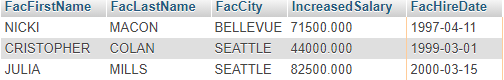 FacFirstName FacLastName FacCity IncreasedSalary FacHireDate
NICKI MACON BELLEVUE 71500.000 1997-04-11
CRISTOPHER COLAN SEATTLE 44000.000 1999-03-01
JULIA MILLS SEATTLE 82500.000 2000-03-15